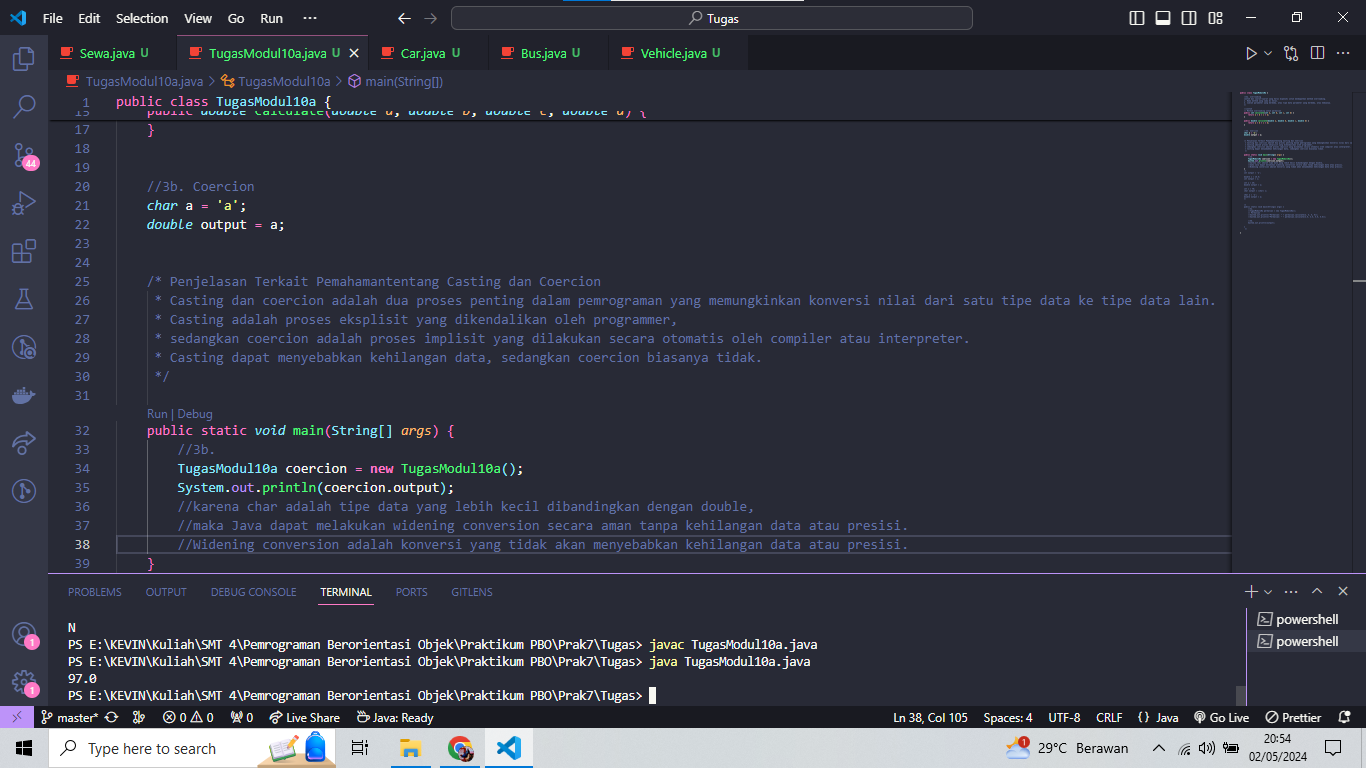 File Edit Selection View Go Run ··· Tugas
Sewa.java U TugasModul10a.java U Car.java U Bus.java U Vehicle.java U
TugasModul10a.java > TugasModul10a > main(String[])
1 public class TugasModul10a {
15 public double Calculate(double a, double b, double c, double d) {
17 }
18
19
20 //3b. Coercion
21 char a = 'a';
22 double output = a;
23
24
25 /* Penjelasan Terkait Pemahamantentang Casting dan Coercion
26 * Casting dan coercion adalah dua proses penting dalam pemrograman yang memungkinkan konversi nilai dari satu tipe data ke tipe data lain.
27 * Casting adalah proses eksplisit yang dikendalikan oleh programmer,
28 * sedangkan coercion adalah proses implisit yang dilakukan secara otomatis oleh compiler atau interpreter.
29 * Casting dapat menyebabkan kehilangan data, sedangkan coercion biasanya tidak.
30 */
31
Run | Debug
32 public static void main(String[] args) {
33 //3b.
34 TugasModul10a coercion = new TugasModul10a();
35 System.out.println(coercion.output);
36 //karena char adalah tipe data yang lebih kecil dibandingkan dengan double,
37 //maka Java dapat melakukan widening conversion secara aman tanpa kehilangan data atau presisi.
38 //Widening conversion adalah konversi yang tidak akan menyebabkan kehilangan data atau presisi.
39 }
44
1
1
PROBLEMS OUTPUT DEBUG CONSOLE TERMINAL PORTS GITLENS
N
PS E:\KEVIN\Kuliah\SMT 4\Pemrograman Berorientasi Objek\Praktikum PBO\Prak7\Tugas> javac TugasModul10a.java
PS E:\KEVIN\Kuliah\SMT 4\Pemrograman Berorientasi Objek\Praktikum PBO\Prak7\Tugas> java TugasModul10a.java
97.0
PS E:\KEVIN\Kuliah\SMT 4\Pemrograman Berorientasi Objek\Praktikum PBO\Prak7\Tugas>
powershell
powershell
master* 0 0 0 Live Share Java: Ready Ln 38, Col 105 Spaces: 4 UTF-8 CRLF {} Java Go Live Prettier
Type here to search 1 29°C Berawan 20:54
02/05/2024